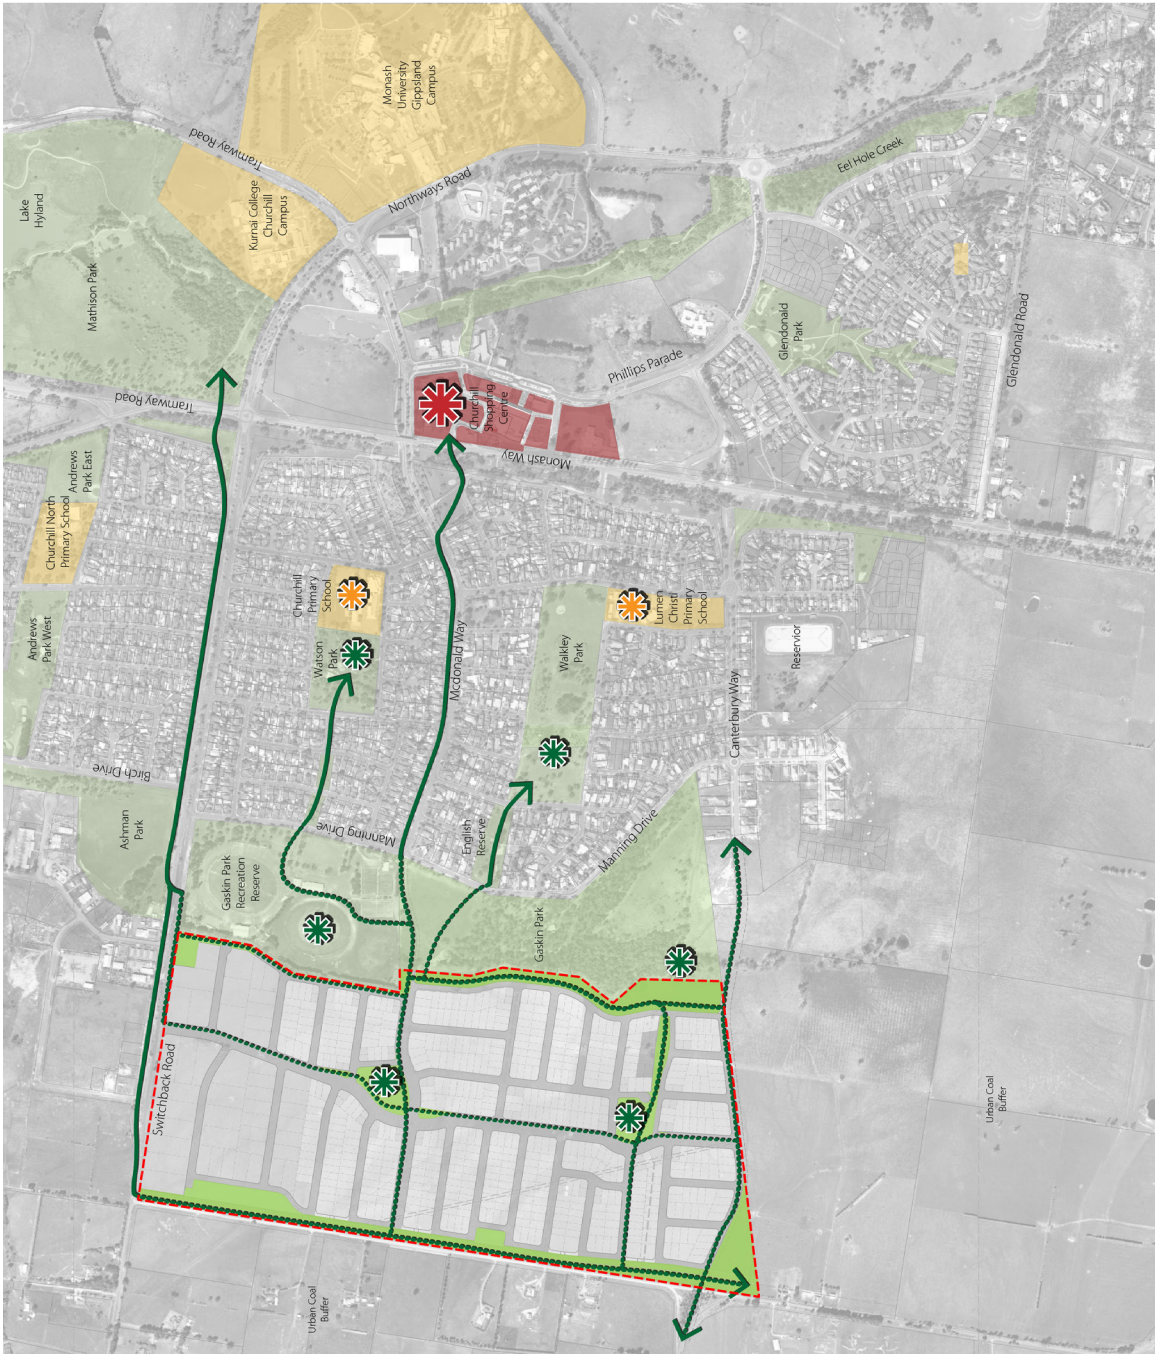 Monash
University
Gippsland
Campus
Tramway Road
Lake
Hyland
Kurnai College
Churchill
Campus
Northways Road
Eel Hole Creek
Mathison Park
Glendonald
Park
Glendonald Road
Phillips Parade
Tramway Road
Churchill
Shopping
Centre
Monash Way
Andrews
Park East
Churchill North
Primary School
Churchill
Primary
School
Lumen
Christi
Primary
School
Andrews
Park West
Watson
Park
Mcdonald Way
Walkley
Park
Reservior
Canterbury Way
Birch Drive
Ashman
Park
Manning Drive
English
Reserve
Manning Drive
Gaskin Park
Recreation
Reserve
Gaskin Park
Switchback Road
Urban Coal
Buffer
Urban Coal
Buffer